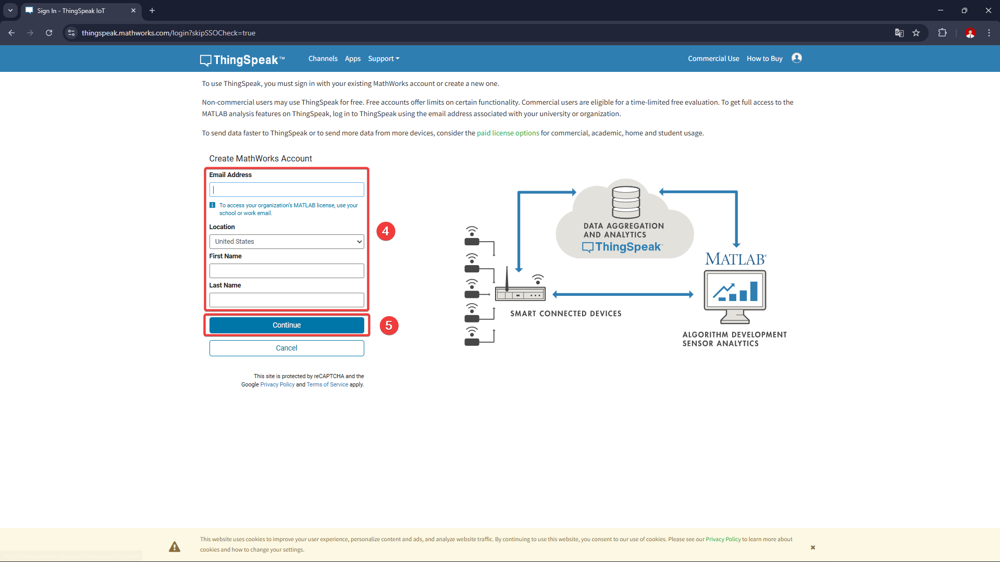 Sign In - ThingSpeak IoT
thingspeak.mathworks.com/login?skipSSOCheck=true
ThingSpeak™
Channels Apps Support
Commercial Use How to Buy
To use ThingSpeak, you must sign in with your existing MathWorks account or create a new one.
Non-commercial users may use ThingSpeak for free. Free accounts offer limits on certain functionality. Commercial users are eligible for a time-limited free evaluation. To get full access to the
MATLAB analysis features on ThingSpeak, log in to ThingSpeak using the email address associated with your university or organization.
To send data faster to ThingSpeak or to send more data from more devices, consider the paid license options for commercial, academic, home and student usage.
Create MathWorks Account
Email Address
To access your organization's MATLAB license, use your
school or work email.
Location
United States
First Name
Last Name
4
Continue
5
Cancel
This site is protected by reCAPTCHA and the
Google Privacy Policy and Terms of Service apply.
DATA AGGREGATION
AND ANALYTICS
ThingSpeak™
MATLAB®
SMART CONNECTED DEVICES
ALGORITHM DEVELOPMENT
SENSOR ANALYTICS
This website uses cookies to improve your user experience, personalize content and ads, and analyze website traffic. By continuing to use this website, you consent to our use of cookies. Please see our Privacy Policy to learn more about
cookies and how to change your settings.